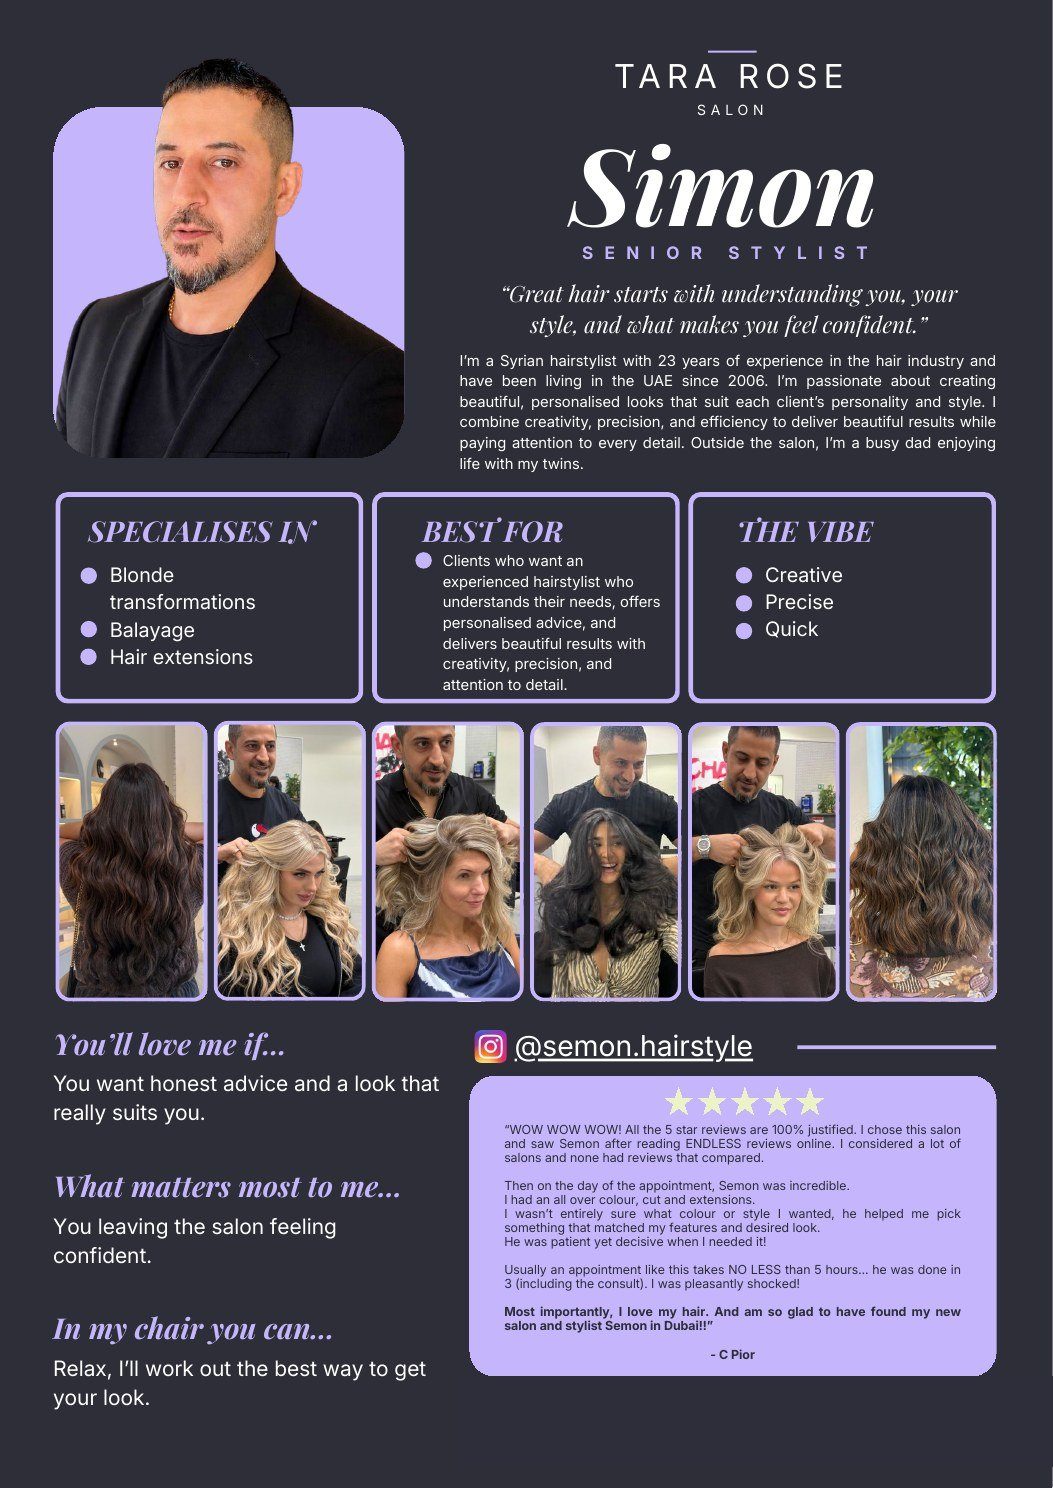 TARA ROSE
SALON
Simon
SENIOR STYLIST
“Great hair starts with understanding you, your
style, and what makes you feel confident.”
I’m a Syrian hairstylist with 23 years of experience in the hair industry and
have been living in the UAE since 2006. I’m passionate about creating
beautiful, personalised looks that suit each client’s personality and style. I
combine creativity, precision, and efficiency to deliver beautiful results while
paying attention to every detail. Outside the salon, I’m a busy dad enjoying
life with my twins.
SPECIALISES IN
Blonde
transformations
Balayage
Hair extensions
BEST FOR
Clients who want an
experienced hairstylist who
understands their needs, offers
personalised advice, and
delivers beautiful results with
creativity, precision, and
attention to detail.
THE VIBE
Creative
Precise
Quick
You’ll love me if...
You want honest advice and a look that
really suits you.
What matters most to me...
You leaving the salon feeling
confident.
In my chair you can...
Relax, I’ll work out the best way to get
your look.
@semon.hairstyle
“WOW WOW WOW! All the 5 star reviews are 100% justified. I chose this salon
and saw Semon after reading ENDLESS reviews online. I considered a lot of
salons and none had reviews that compared.
Then on the day of the appointment, Semon was incredible.
I had an all over colour, cut and extensions.
I wasn’t entirely sure what colour or style I wanted, he helped me pick
something that matched my features and desired look.
He was patient yet decisive when I needed it!
Usually an appointment like this takes NO LESS than 5 hours... he was done in
3 (including the consult). I was pleasantly shocked!
Most importantly, I love my hair. And am so glad to have found my new
salon and stylist Semon in Dubai!!”
- C Pior